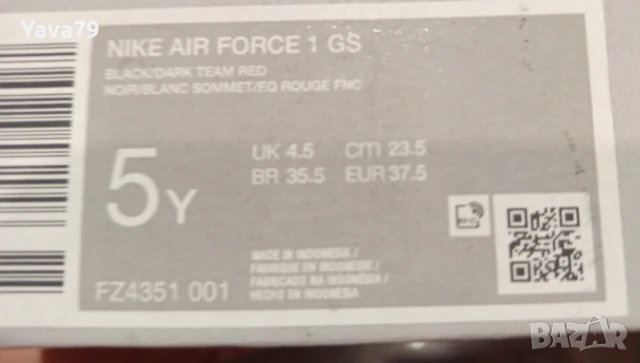 Yava79
NIKE AIR FORCE 1 GS
BLACK/DARK TEAM RED
NOIR/BLANC SOMMET/EQ ROUGE FNC
5Y
UK 4.5 cm 23.5
BR 35.5 EUR 37.5
MADE IN INDONESIA /
FABRIQUE EN INDONESIE /
FABRICADO NA INDONESIA /
HECHO EN INDONESIA
FZ4351 001
BAZAR